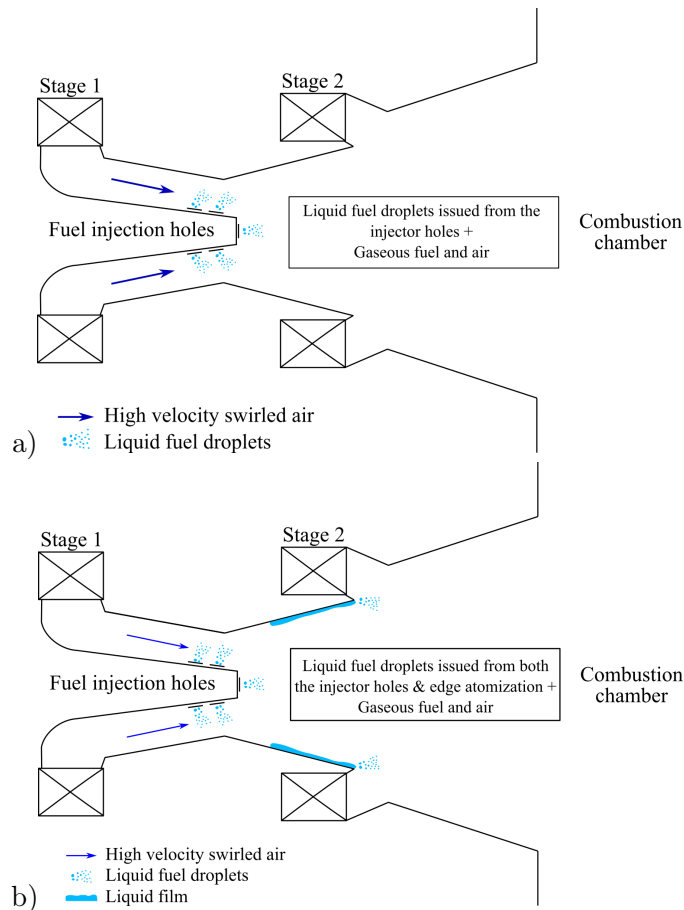 Stage 1
Stage 2
Fuel injection holes
Liquid fuel droplets issued from the
injector holes +
Gaseous fuel and air
Combustion
chamber
High velocity swirled air
Liquid fuel droplets
a)
Stage 1
Stage 2
Fuel injection holes
Liquid fuel droplets issued from both
the injector holes & edge atomization +
Gaseous fuel and air
Combustion
chamber
High velocity swirled air
Liquid fuel droplets
Liquid film
b)